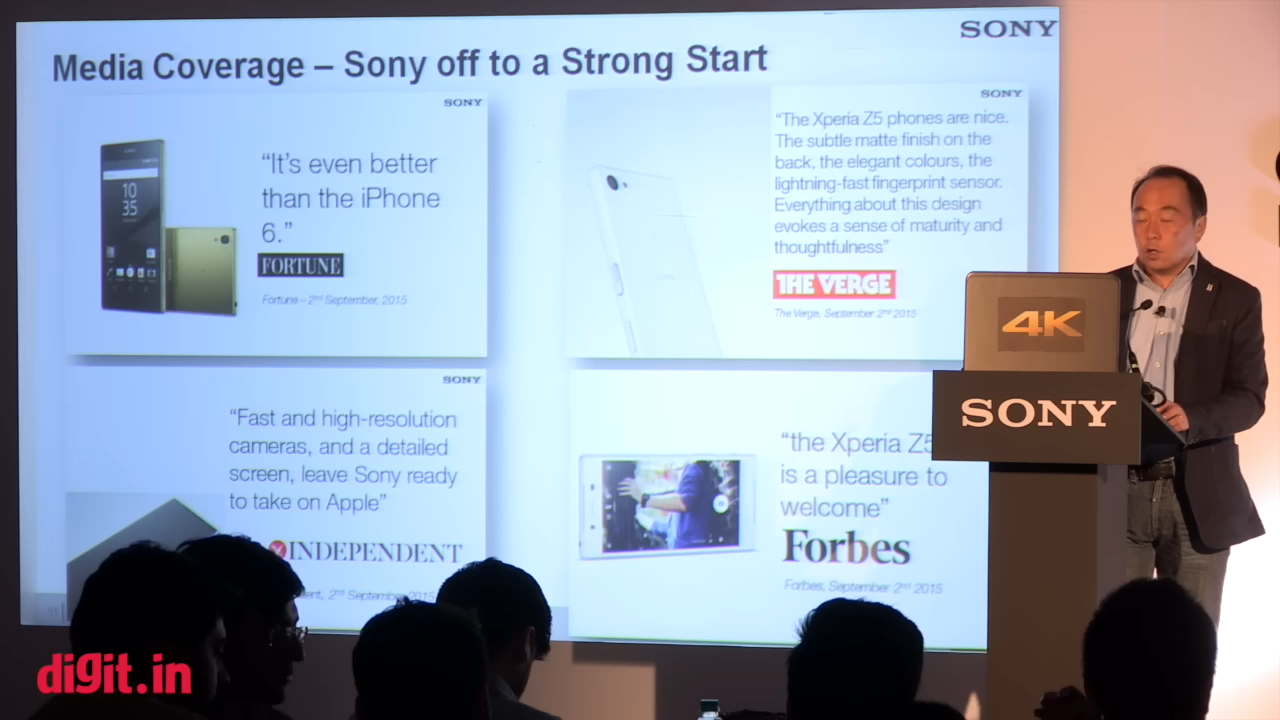 SONY
Media Coverage – Sony off to a Strong Start
SONY
10
35
“It’s even better
than the iPhone
6.”
FORTUNE
Fortune – 2nd September, 2015
SONY
“The Xperia Z5 phones are nice.
The subtle matte finish on the
back, the elegant colours, the
lightning-fast fingerprint sensor.
Everything about this design
evokes a sense of maturity and
thoughtfulness”
THE VERGE
The Verge, September 2nd 2015
SONY
“Fast and high-resolution
cameras, and a detailed
screen, leave Sony ready
to take on Apple”
INDEPENDENT
2nd September 2015
“the Xperia Z5
is a pleasure to
welcome”
Forbes
Forbes, September 2nd 2015
4K
SONY
digit.in